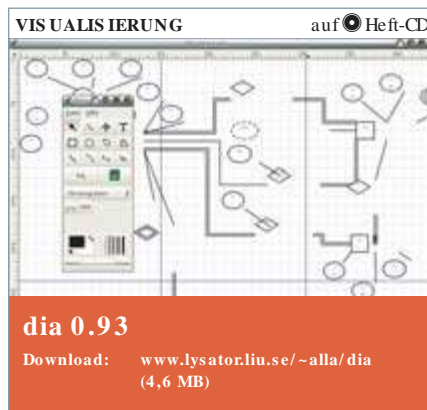 VISUALISIERUNG auf Heft-CD
dia 0.93
Download: www.lysator.liu.se/~alla/dia
(4,6 MB)